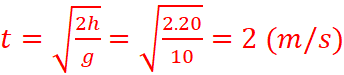 t = √(2h/g) = √(2.20/10) = 2 (m/s)